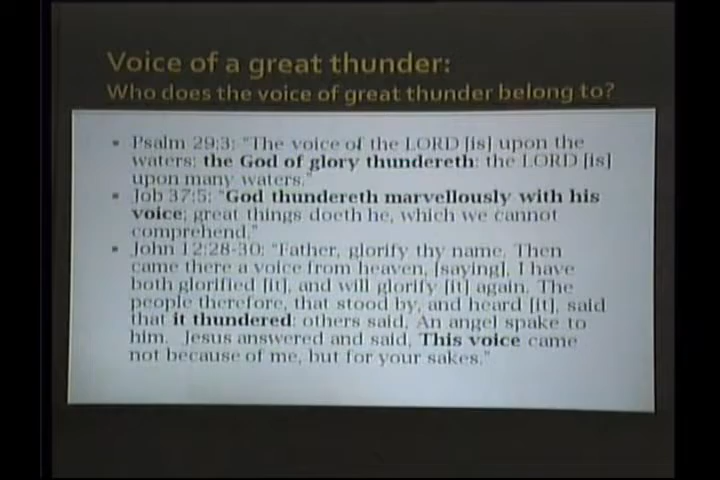 Voice of a great thunder:
Who does the voice of great thunder belong to?
▪ Psalm 29:3: "The voice of the LORD [is] upon the
waters: the God of glory thundereth: the LORD [is]
upon many waters."
▪ Job 37:5: "God thundereth marvellously with his
voice; great things doeth he, which we cannot
comprehend."
▪ John 12:28-30: "Father, glorify thy name. Then
came there a voice from heaven, [saying], I have
both glorified [it], and will glorify [it] again. The
people therefore, that stood by, and heard [it], said
that it thundered: others said, An angel spake to
him. Jesus answered and said, This voice came
not because of me, but for your sakes."